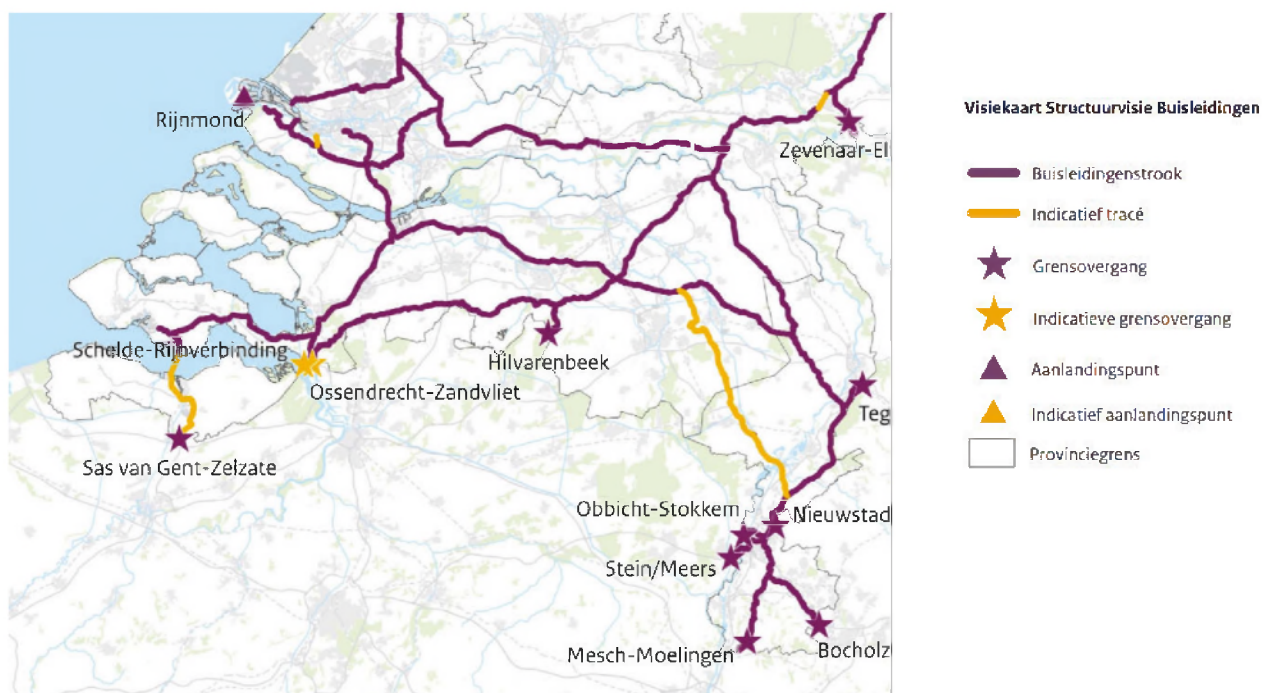 Rijnmond
Zevenaar-El
Schelde-Rijnverbinding
Hilvarenbeek
Ossendrecht-Zandvliet
Teg
Sas van Gent-Zelzate
Obbicht-Stokkem
Nieuwstad
Stein/Meers
Mesch-Moelingen
Bocholz
Visiekaart Structuurvisie Buisleidingen
Buisleidingenstrook
Indicatief tracé
Grensovergang
Indicatieve grensovergang
Aanlandingspunt
Indicatief aanlandingspunt
Provinciegrens